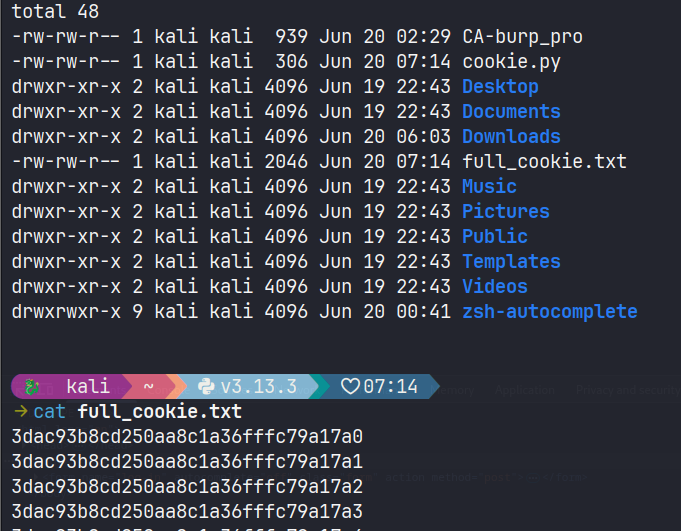 total 48
-rw-rw-r-- 1 kali kali  939 Jun 20 02:29 CA-burp_pro
-rw-rw-r-- 1 kali kali  306 Jun 20 07:14 cookie.py
drwxr-xr-x 2 kali kali 4096 Jun 19 22:43 Desktop
drwxr-xr-x 2 kali kali 4096 Jun 19 22:43 Documents
drwxr-xr-x 2 kali kali 4096 Jun 20 06:03 Downloads
-rw-rw-r-- 1 kali kali 2046 Jun 20 07:14 full_cookie.txt
drwxr-xr-x 2 kali kali 4096 Jun 19 22:43 Music
drwxr-xr-x 2 kali kali 4096 Jun 19 22:43 Pictures
drwxr-xr-x 2 kali kali 4096 Jun 19 22:43 Public
drwxr-xr-x 2 kali kali 4096 Jun 19 22:43 Templates
drwxr-xr-x 2 kali kali 4096 Jun 19 22:43 Videos
drwxrwxr-x 9 kali kali 4096 Jun 20 00:41 zsh-autocomplete
kali ~ v3.13.3 07:14
→ cat full_cookie.txt
3dac93b8cd250aa8c1a36fffc79a17a0
3dac93b8cd250aa8c1a36fffc79a17a1
3dac93b8cd250aa8c1a36fffc79a17a2
3dac93b8cd250aa8c1a36fffc79a17a3